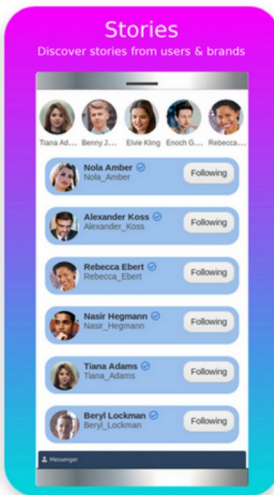 Stories
Discover stories from users & brands
Tiana Ad... Benny J... Elvie Kling Enoch G... Rebecca...
Nola Amber
Nola_Amber
Following
Alexander Koss
Alexander_Koss
Following
Rebecca Ebert
Rebecca_Ebert
Following
Nasir Hegmann
Nasir_Hegmann
Following
Tiana Adams
Tiana_Adams
Following
Beryl Lockman
Beryl_Lockman
Following
Messenger